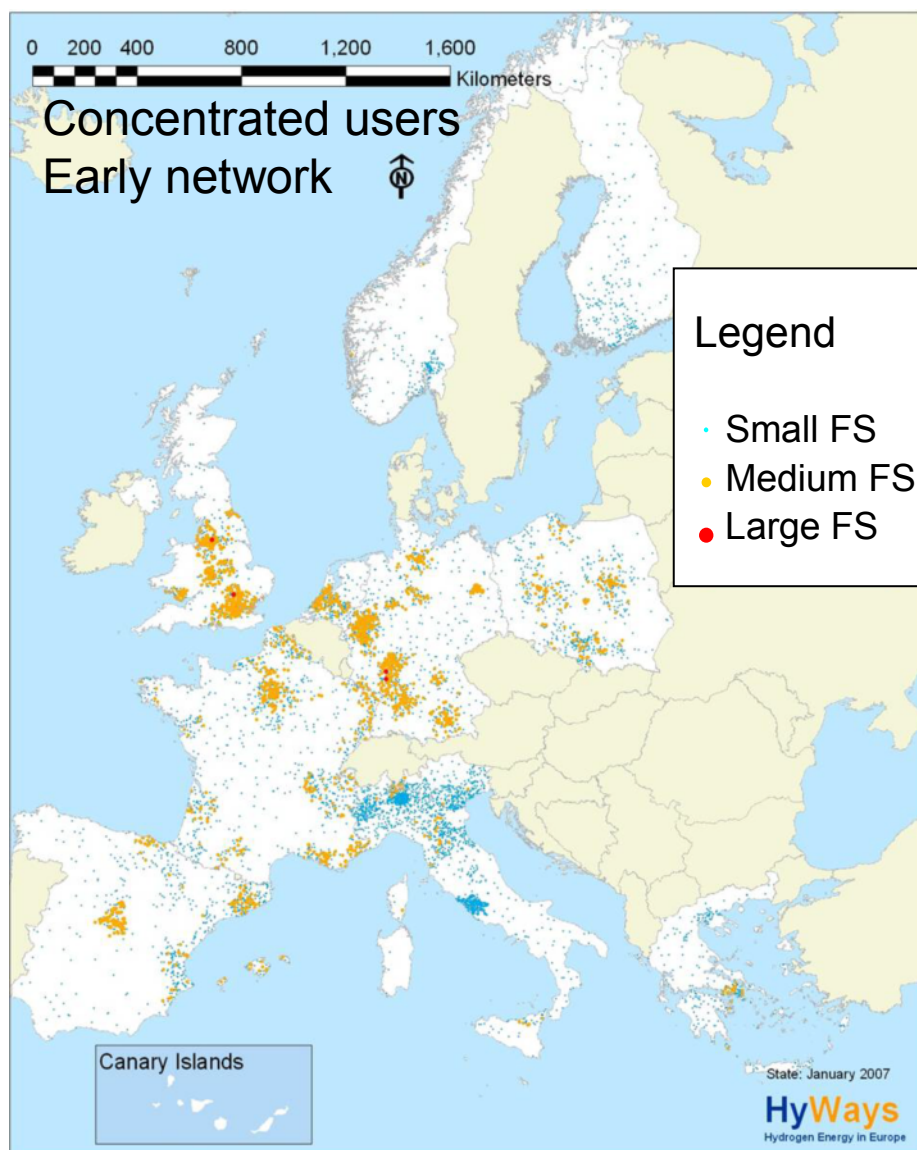 0 200 400 800 1,200 1,600
Kilometers
Concentrated users
Early network
N
Legend
Small FS
Medium FS
Large FS
Canary Islands
State: January 2007
HyWays
Hydrogen Energy in Europe